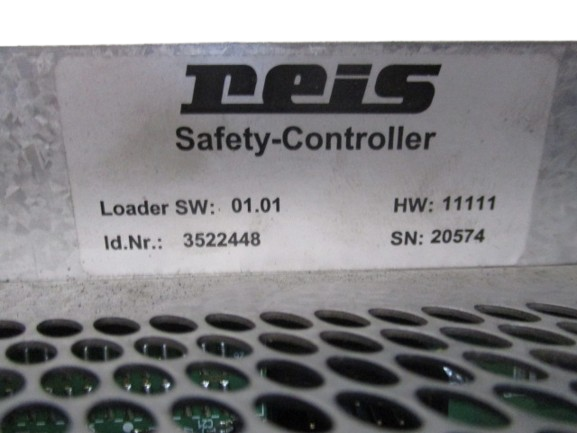 reis
Safety-Controller
Loader SW: 01.01 HW: 11111
Id.Nr.: 3522448 SN: 20574